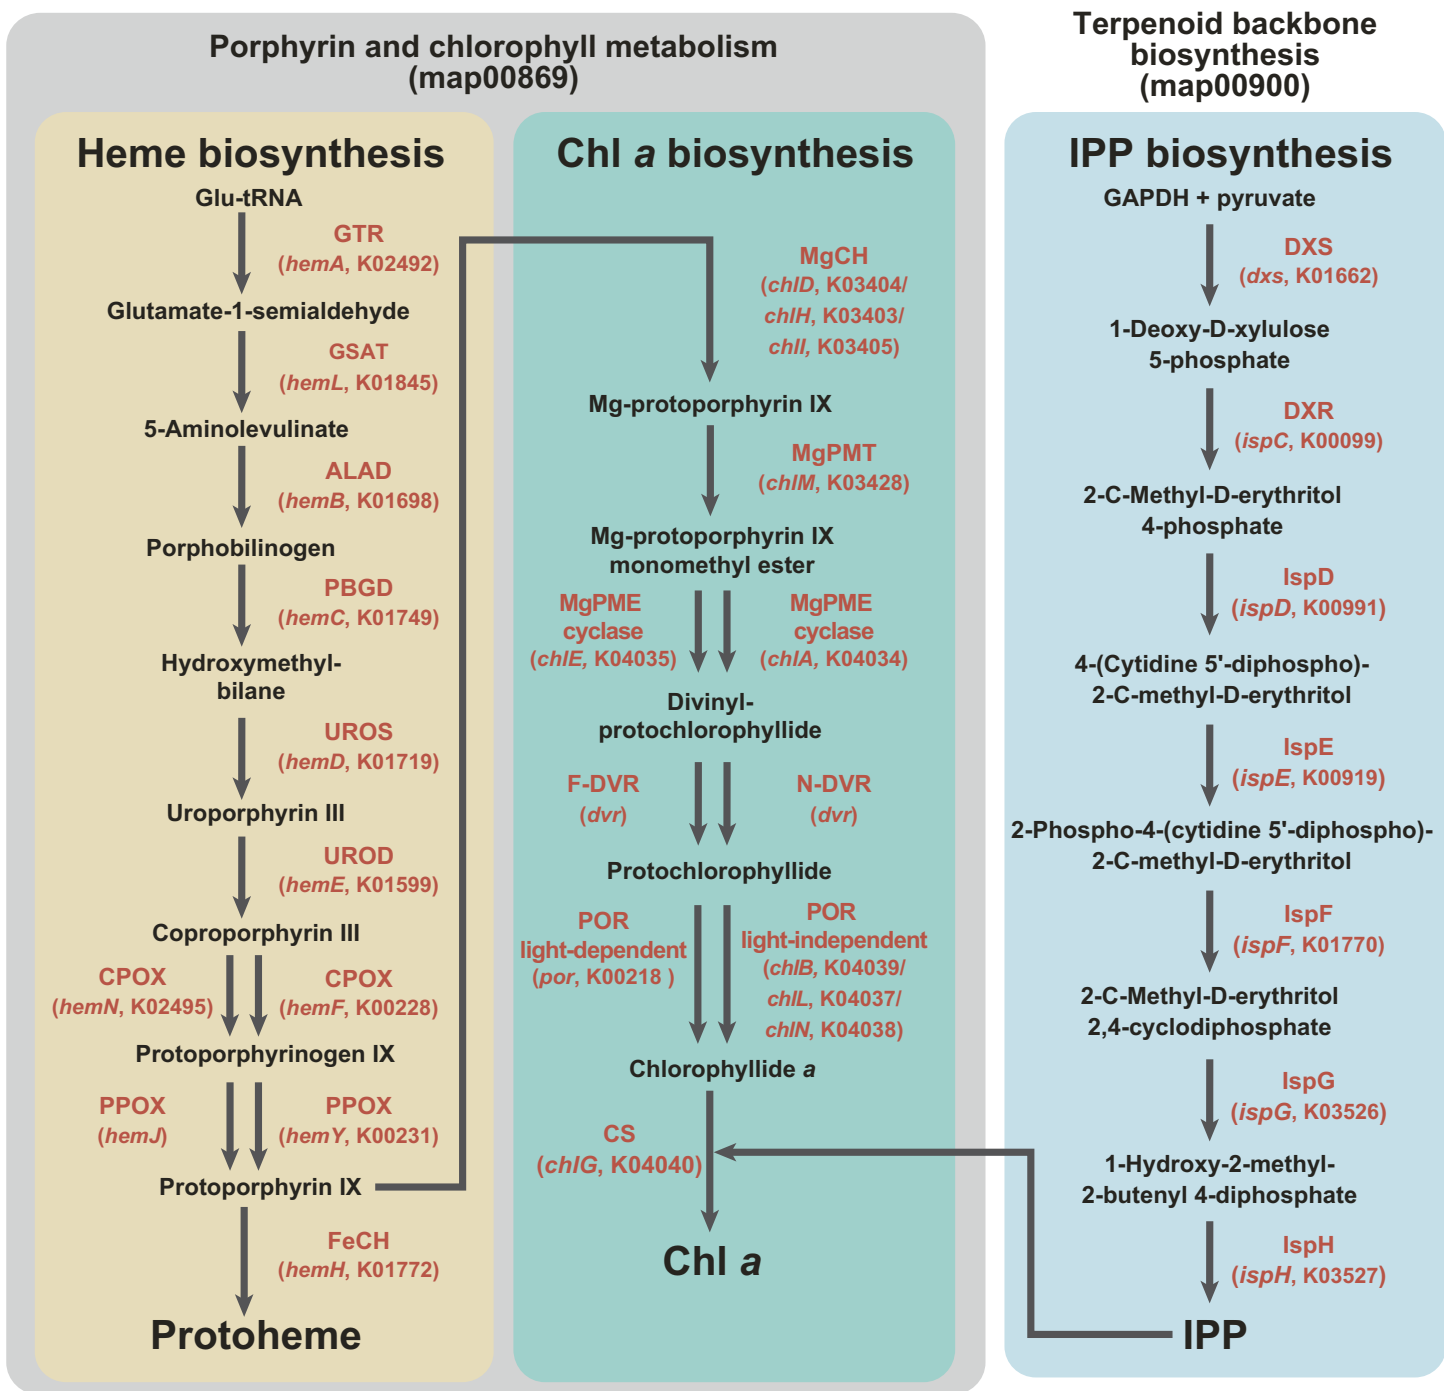 Porphyrin and chlorophyll metabolism
(map00869)
Heme biosynthesis
Glu-tRNA
GTR
(hemA, K02492)
Glutamate-1-semialdehyde
GSAT
(hemL, K01845)
5-Aminolevulinate
ALAD
(hemB, K01698)
Porphobilinogen
PBGD
(hemC, K01749)
Hydroxymethyl-
bilane
UROS
(hemD, K01719)
Uroporphyrin III
UROD
(hemE, K01599)
Coproporphyrin III
CPOX
(hemN, K02495)
CPOX
(hemF, K00228)
Protoporphyrinogen IX
PPOX
(hemJ)
PPOX
(hemY, K00231)
Protoporphyrin IX
FeCH
(hemH, K01772)
Protoheme
Chl a biosynthesis
MgCH
(chlD, K03404/
chlH, K03403/
chlI, K03405)
Mg-protoporphyrin IX
MgPMT
(chlM, K03428)
Mg-protoporphyrin IX
monomethyl ester
MgPME
cyclase
(chlE, K04035)
MgPME
cyclase
(chlA, K04034)
Divinyl-
protochlorophyllide
F-DVR
(dvr)
N-DVR
(dvr)
Protochlorophyllide
POR
light-dependent
(por, K00218 )
POR
light-independent
(chlB, K04039/
chlL, K04037/
chlN, K04038)
Chlorophyllide a
CS
(chlG, K04040)
Chl a
Terpenoid backbone
biosynthesis
(map00900)
IPP biosynthesis
GAPDH + pyruvate
DXS
(dxs, K01662)
1-Deoxy-D-xylulose
5-phosphate
DXR
(ispC, K00099)
2-C-Methyl-D-erythritol
4-phosphate
IspD
(ispD, K00991)
4-(Cytidine 5'-diphospho)-
2-C-methyl-D-erythritol
IspE
(ispE, K00919)
2-Phospho-4-(cytidine 5'-diphospho)-
2-C-methyl-D-erythritol
IspF
(ispF, K01770)
2-C-Methyl-D-erythritol
2,4-cyclodiphosphate
IspG
(ispG, K03526)
1-Hydroxy-2-methyl-
2-butenyl 4-diphosphate
IspH
(ispH, K03527)
IPP